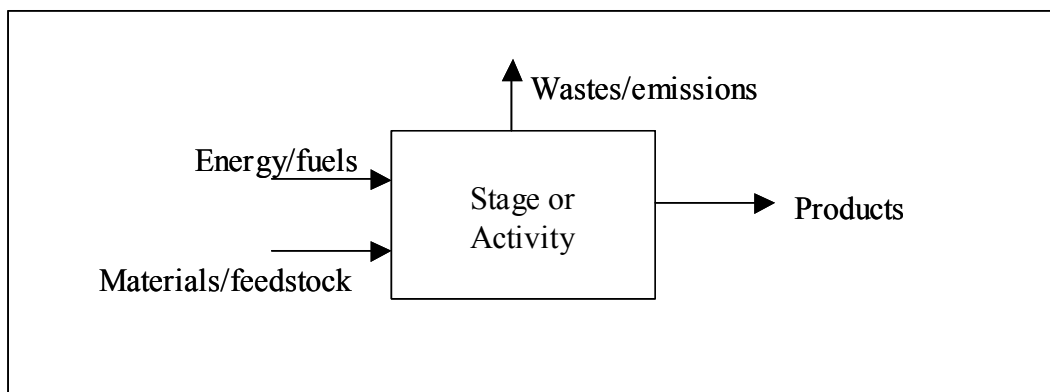 Wastes/emissions
Energy/fuels
Stage or
Activity
Products
Materials/feedstock